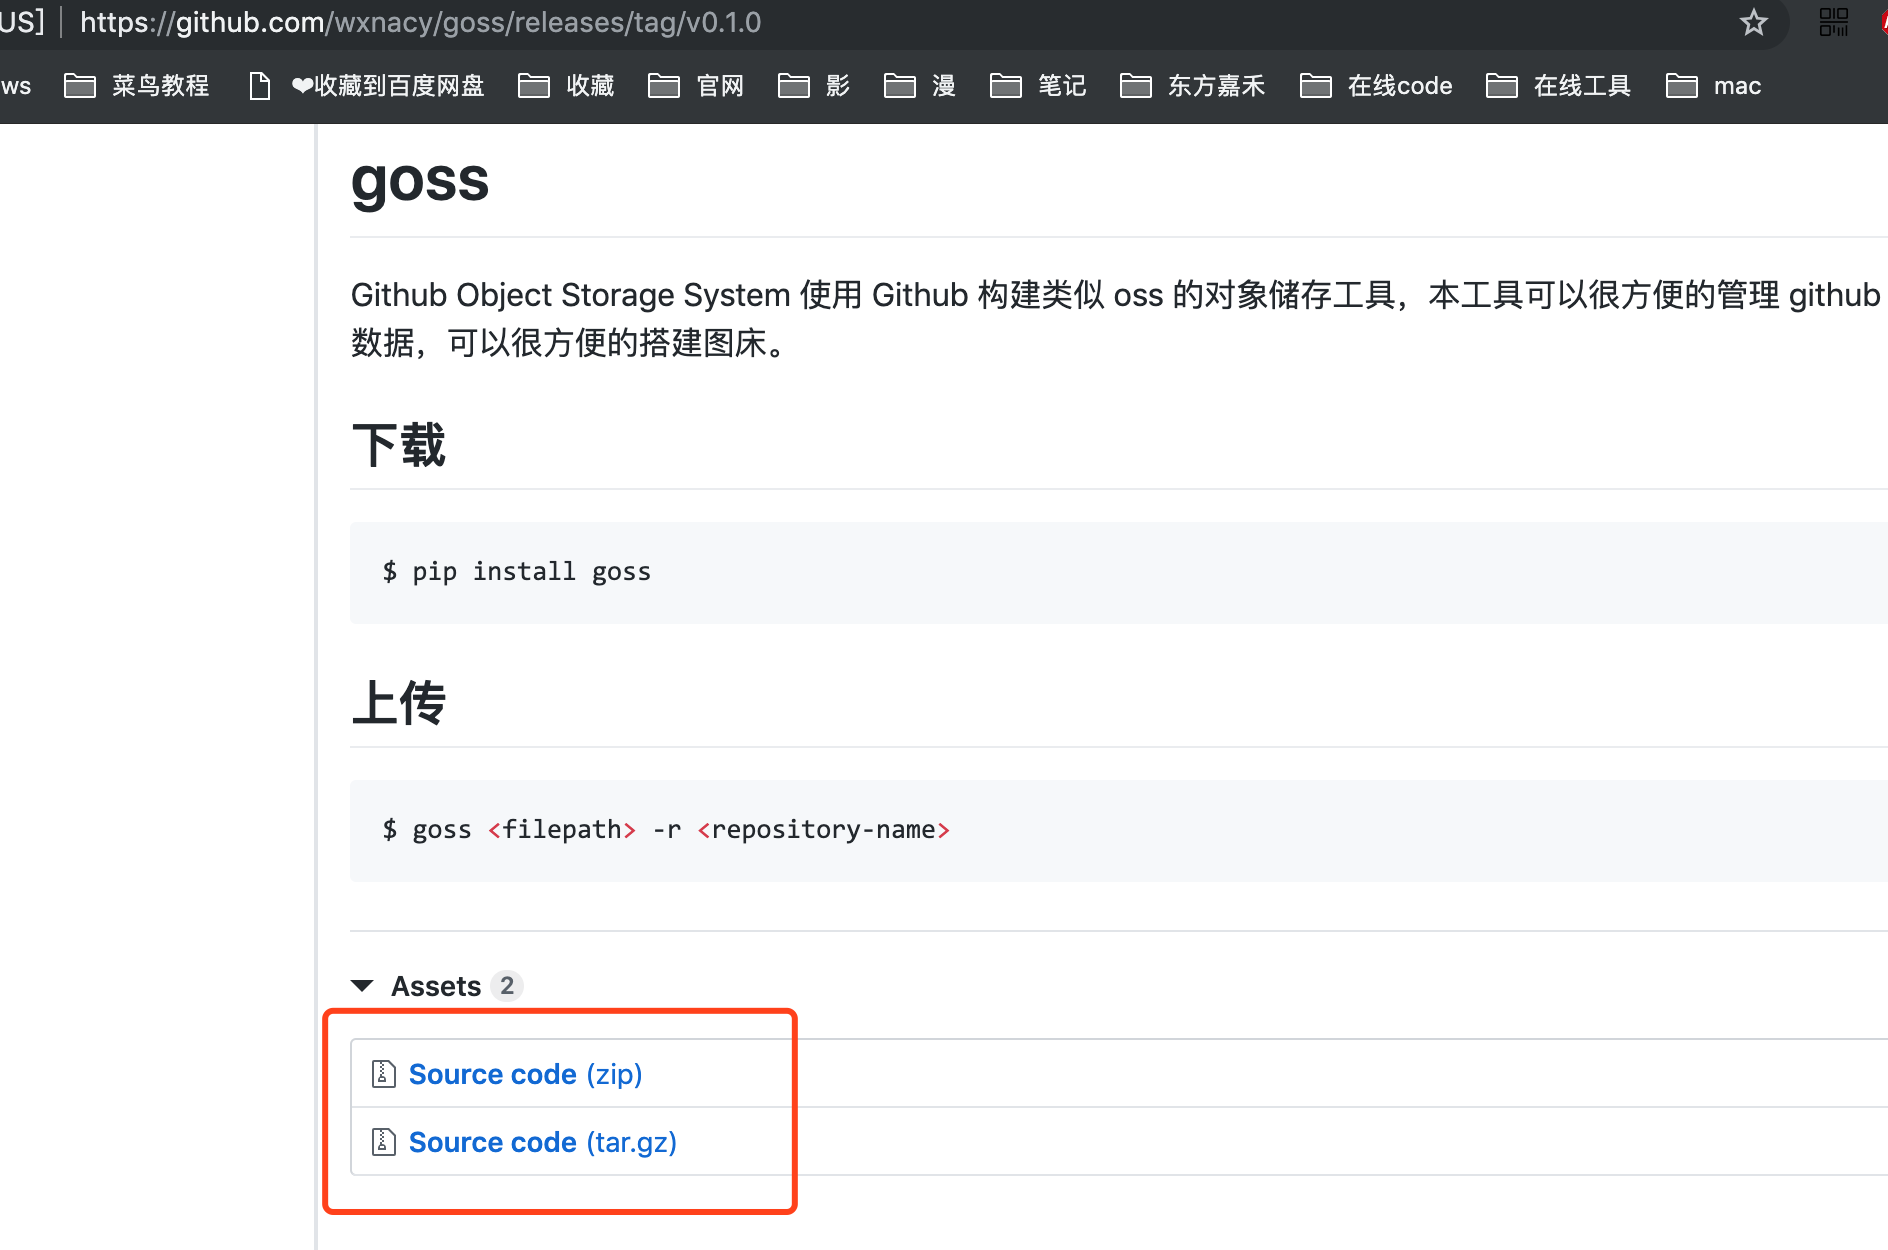 US] https://github.com/wxnacy/goss/releases/tag/v0.1.0
ws 菜鸟教程 ❤收藏到百度网盘 收藏 官网 影 漫 笔记 东方嘉禾 在线code 在线工具 mac
goss
Github Object Storage System 使用 Github 构建类似 oss 的对象储存工具，本工具可以很方便的管理 github
数据，可以很方便的搭建图床。
下载
$ pip install goss
上传
$ goss <filepath> -r <repository-name>
Assets 2
Source code (zip)
Source code (tar.gz)